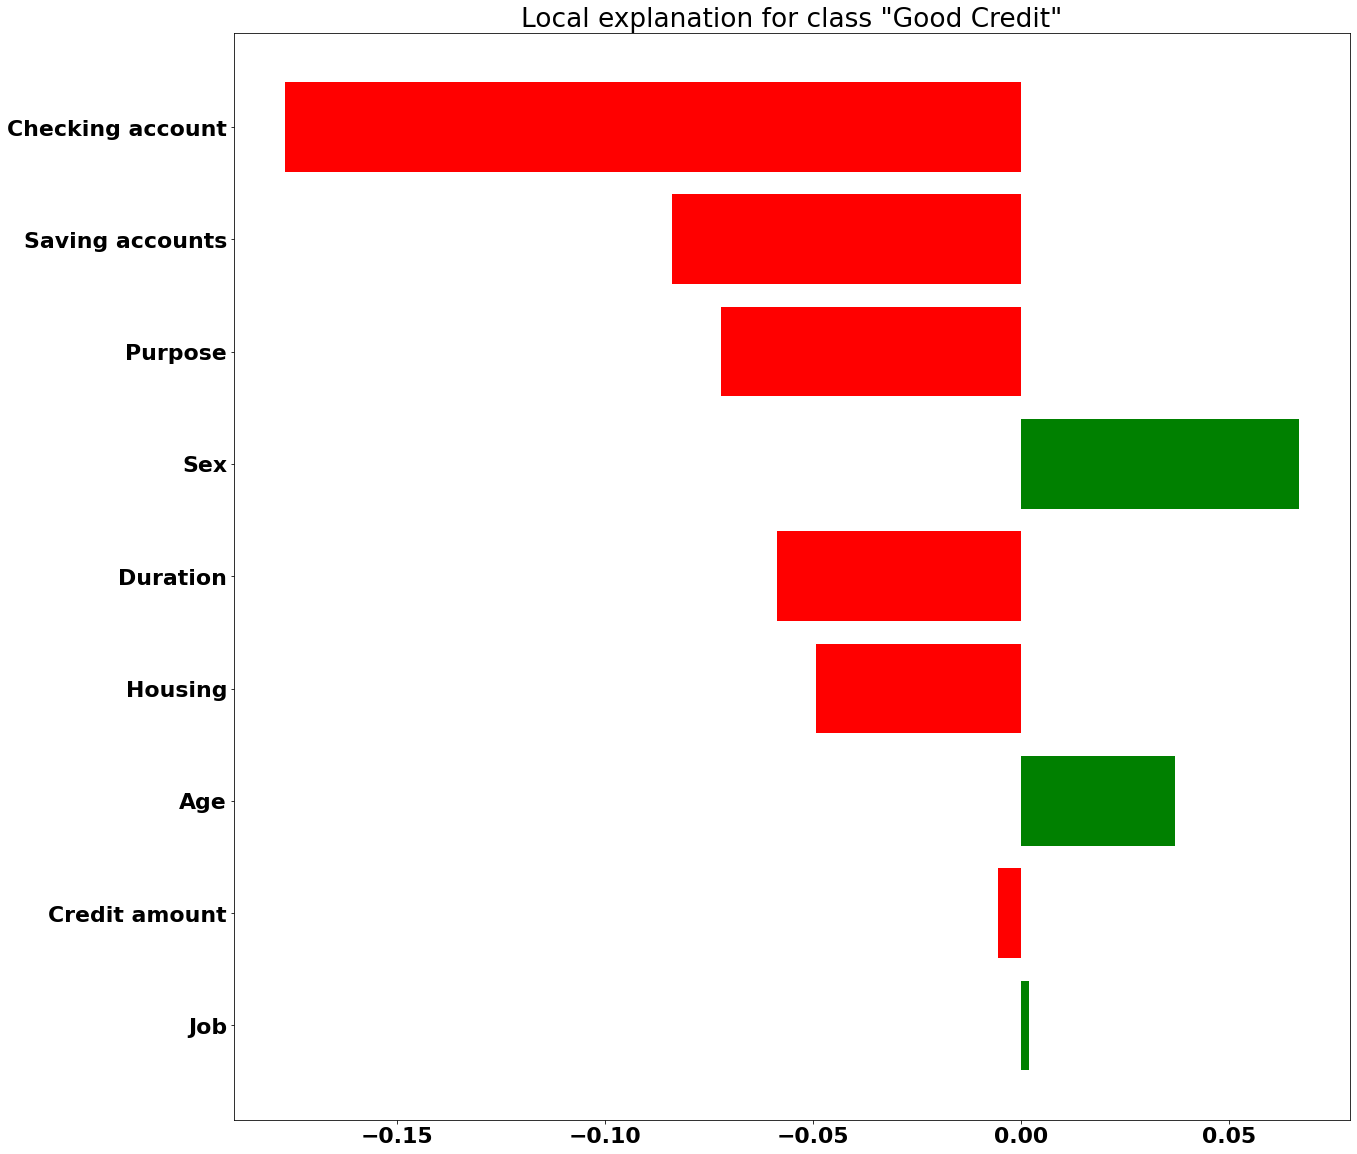 Local explanation for class "Good Credit"
Checking account
Saving accounts
Purpose
Sex
Duration
Housing
Age
Credit amount
Job
−0.15 −0.10 −0.05 0.00 0.05